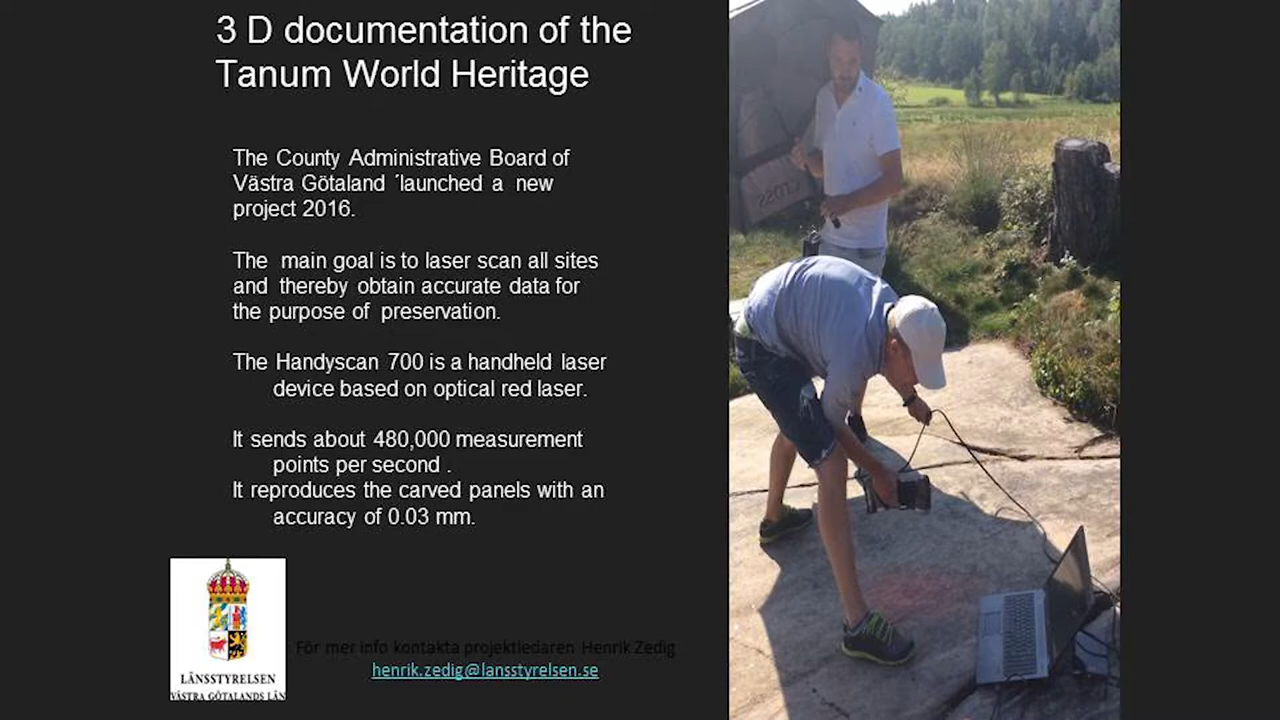 3 D documentation of the
Tanum World Heritage
The County Administrative Board of
Västra Götaland ´launched a new
project 2016.
The main goal is to laser scan all sites
and thereby obtain accurate data for
the purpose of preservation.
The Handyscan 700 is a handheld laser
device based on optical red laser.
It sends about 480,000 measurement
points per second .
It reproduces the carved panels with an
accuracy of 0.03 mm.
För mer info kontakta projektledaren Henrik Zedig
henrik.zedig@lansstyrelsen.se
LÄNSSTYRELSEN
VÄSTRA GÖTALANDS LÄN